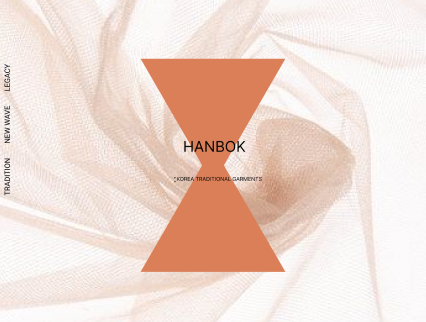 HANBOK
[KOREA TRADITIONAL GARMENTS
TRADITION NEW WAVE LEGACY